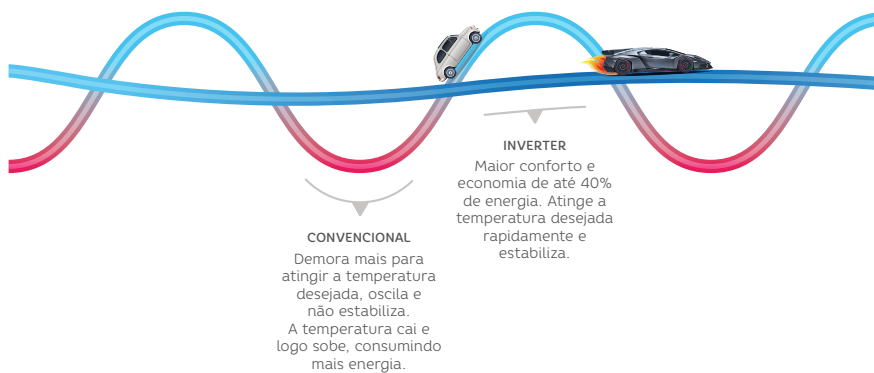 INVERTER
Maior conforto e
economia de até 40%
de energia. Atinge a
temperatura desejada
rapidamente e
estabiliza.
CONVENCIONAL
Demora mais para
atingir a temperatura
desejada, oscila e
não estabiliza.
A temperatura cai e
logo sobe, consumindo
mais energia.